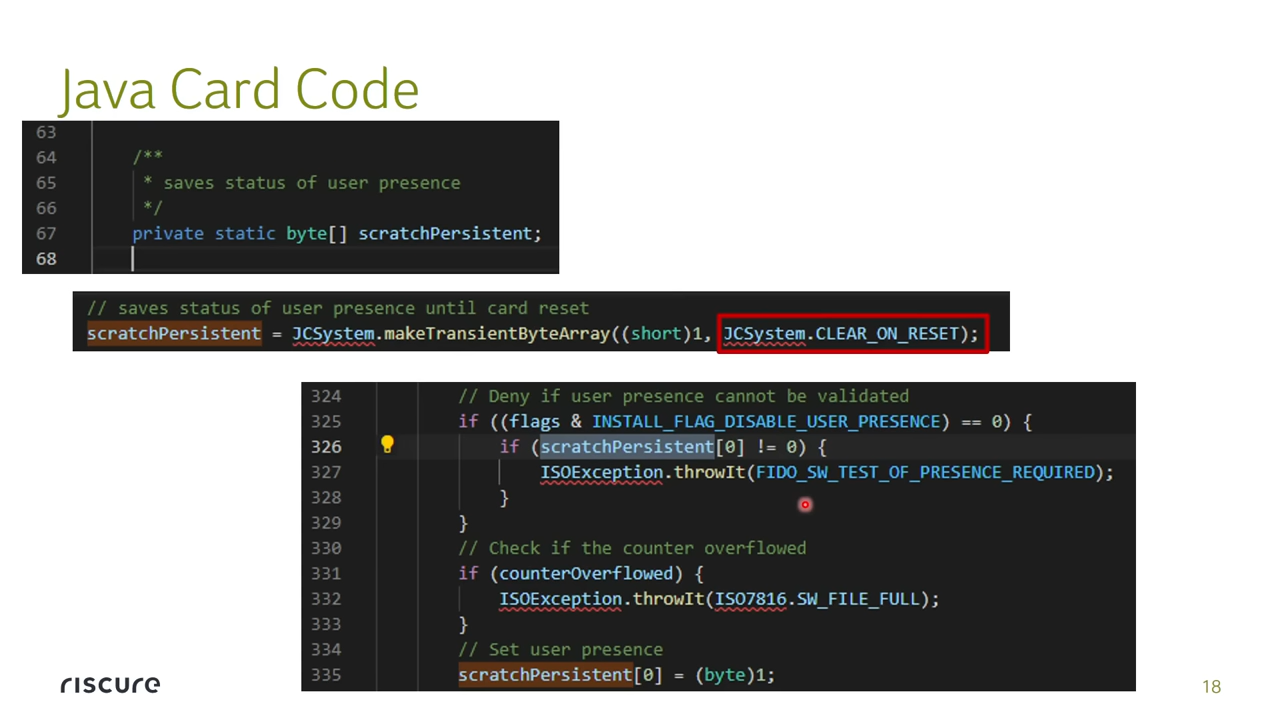 Java Card Code
63
64 /**
65 * saves status of user presence
66 */
67 private static byte[] scratchPersistent;
68
// saves status of user presence until card reset
scratchPersistent = JCSystem.makeTransientByteArray((short)1, JCSystem.CLEAR_ON_RESET);
324 // Deny if user presence cannot be validated
325 if ((flags & INSTALL_FLAG_DISABLE_USER_PRESENCE) == 0) {
326 if (scratchPersistent[0] != 0) {
327 ISOException.throwIt(FIDO_SW_TEST_OF_PRESENCE_REQUIRED);
328 }
329 }
330 // Check if the counter overflowed
331 if (counterOverflowed) {
332 ISOException.throwIt(ISO7816.SW_FILE_FULL);
333 }
334 // Set user presence
335 scratchPersistent[0] = (byte)1;
riscure
18